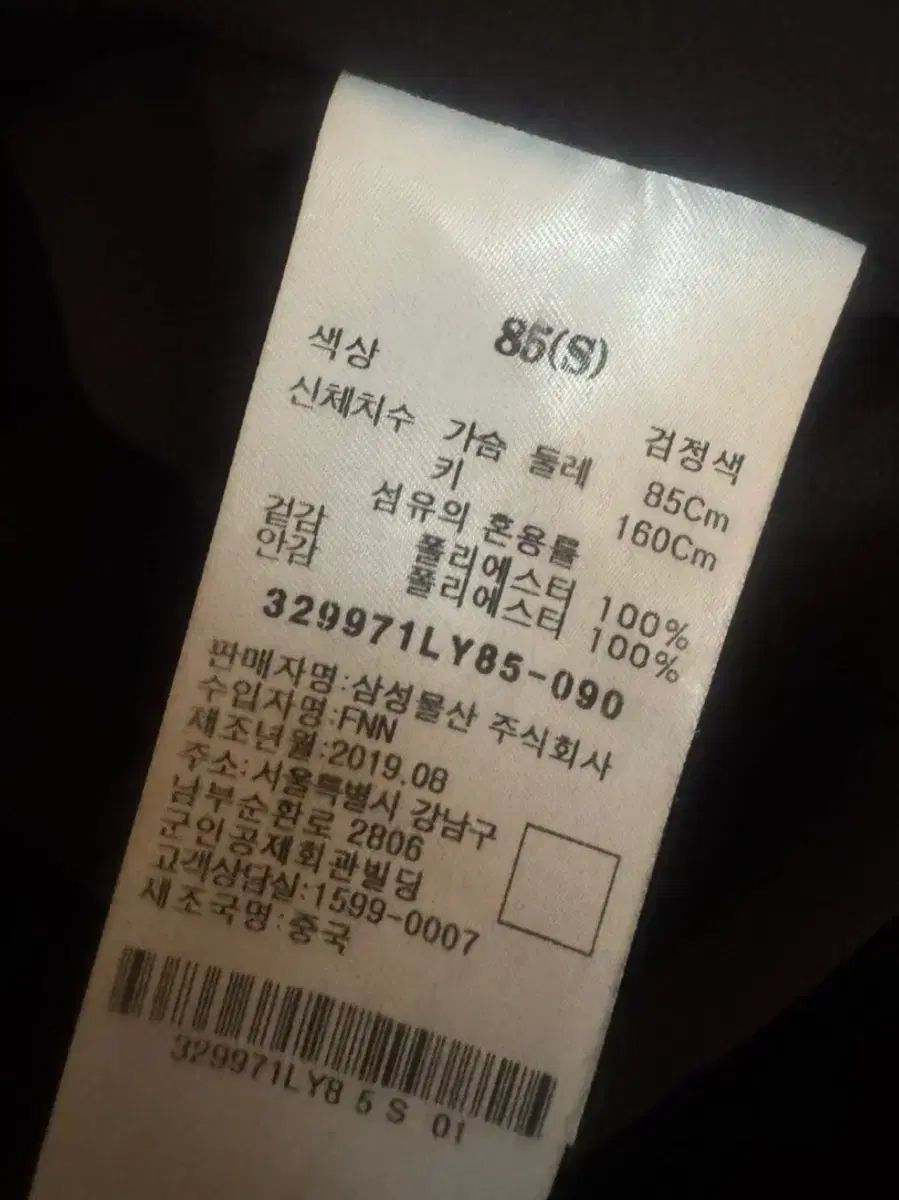 85(S)
색상 검정색
신체치수 가슴 둘레 85Cm
키 160Cm
섬유의 혼용률
겉감 폴리에스터 100%
안감 폴리에스터 100%
329971LY85-090
판매자명:삼성물산 주식회사
수입자명:FNN
제조년월:2019.08
주소:서울특별시 강남구
남부순환로 2806
군인공제회관빌딩
고객상담실:1599-0007
제조국명:중국
329971LY8 5 S 01